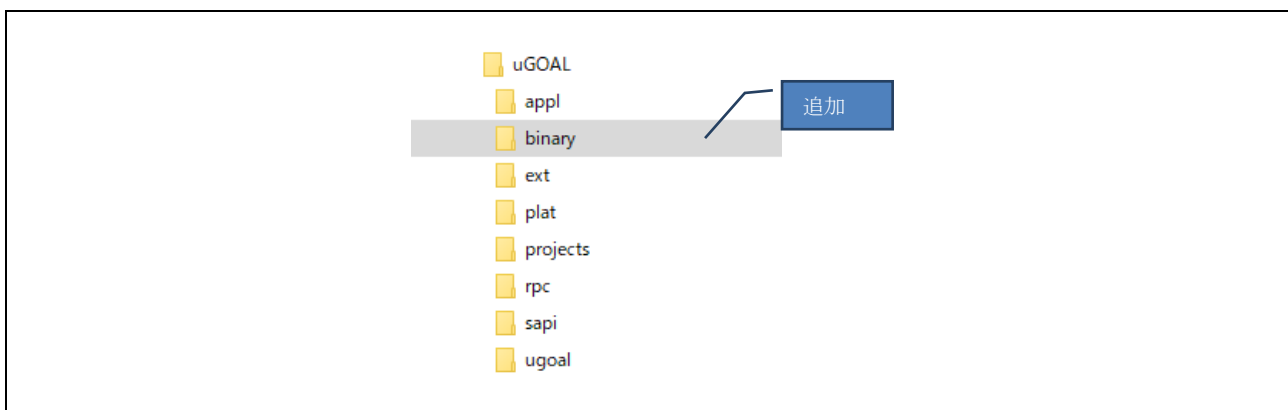 uGOAL
appl
追加
binary
ext
plat
projects
rpc
sapi
ugoal